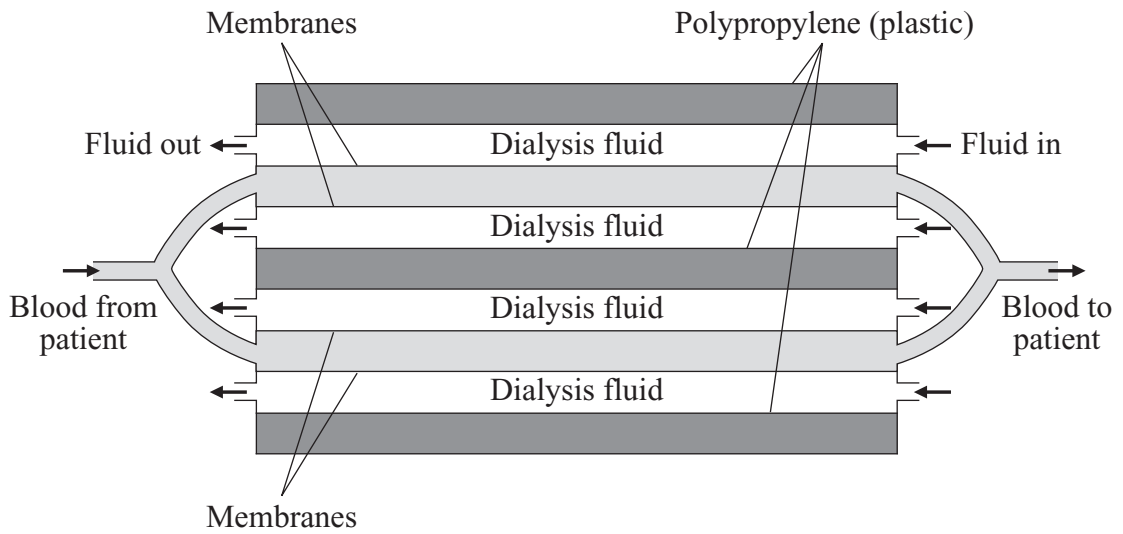 Membranes
Polypropylene (plastic)
Fluid out
Dialysis fluid
Fluid in
Dialysis fluid
Blood from
patient
Dialysis fluid
Blood to
patient
Dialysis fluid
Membranes